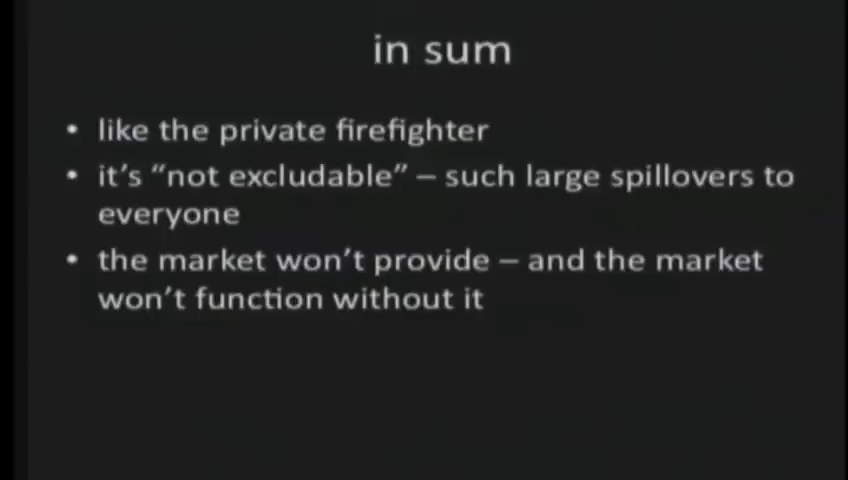 in sum
• like the private firefighter
• it’s “not excludable” – such large spillovers to
everyone
• the market won’t provide – and the market
won’t function without it